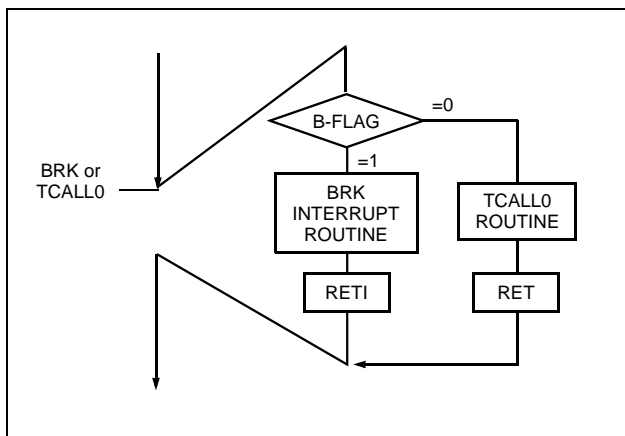 =0
B-FLAG
=1
BRK or
TCALL0
BRK
INTERRUPT
ROUTINE
TCALL0
ROUTINE
RETI
RET